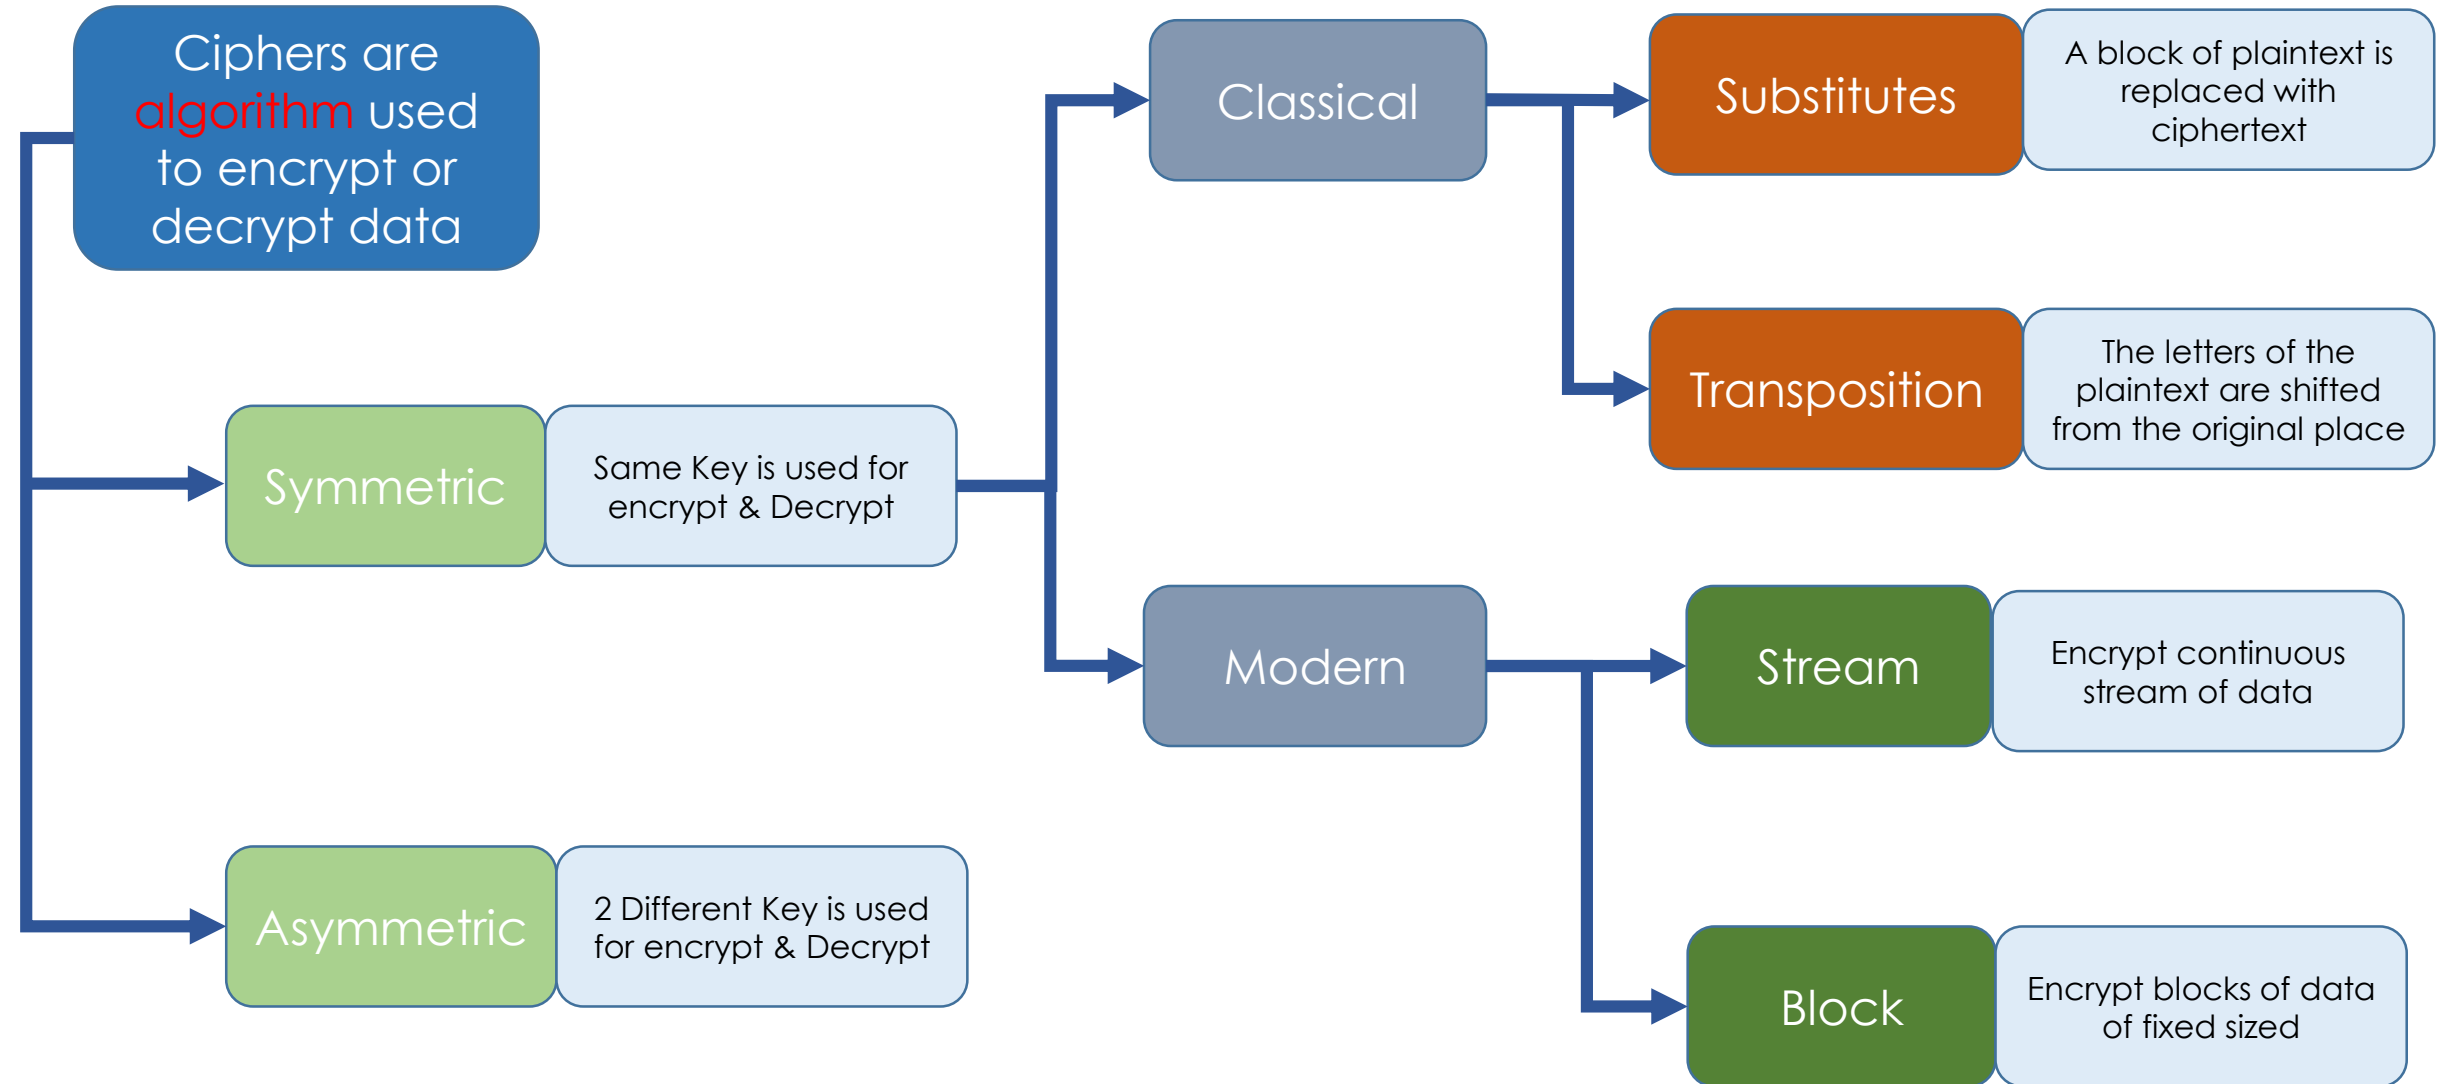 Ciphers are
algorithm used
to encrypt or
decrypt data
Symmetric
Same Key is used for
encrypt & Decrypt
Asymmetric
2 Different Key is used
for encrypt & Decrypt
Classical
Substitutes
A block of plaintext is
replaced with
ciphertext
Transposition
The letters of the
plaintext are shifted
from the original place
Modern
Stream
Encrypt continuous
stream of data
Block
Encrypt blocks of data
of fixed sized